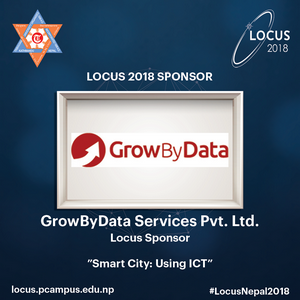 LOCUS
2018
LOCUS 2018 SPONSOR
GrowByData
GrowByData Services Pvt. Ltd.
Locus Sponsor
"Smart City: Using ICT"
locus.pcampus.edu.np
#LocusNepal2018